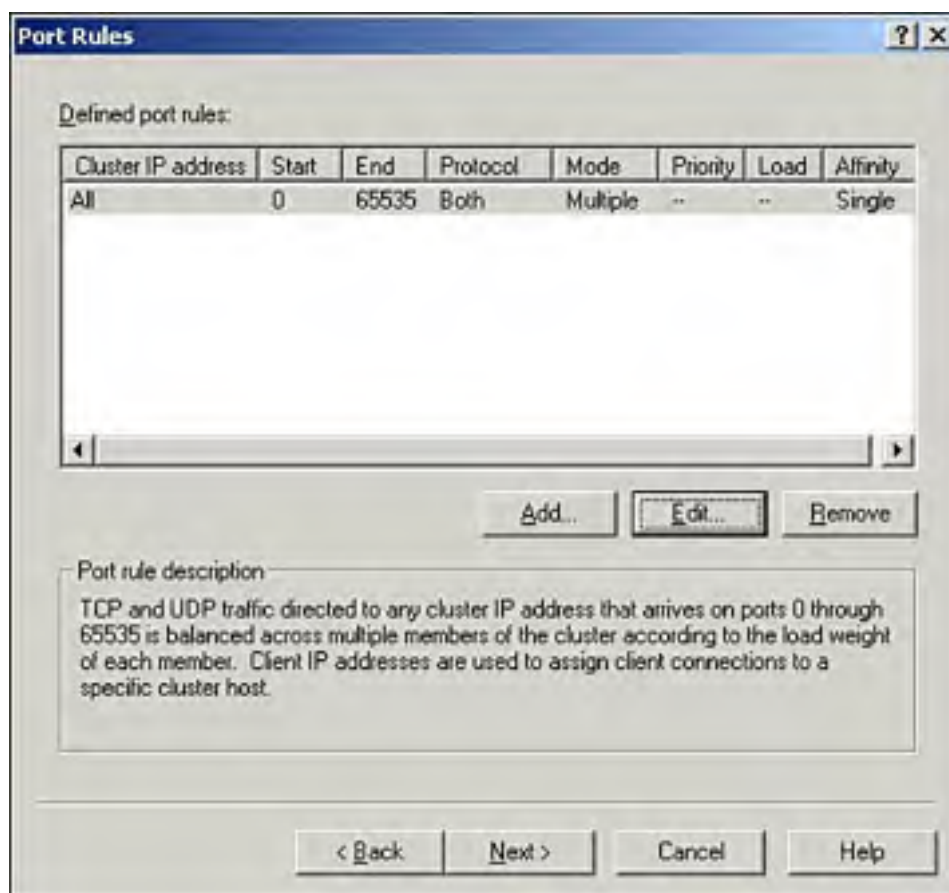 Port Rules
Defined port rules:
Cluster IP address Start End Protocol Mode Priority Load Affinity
All 0 65535 Both Multiple -- -- Single
Add... Edit... Remove
Port rule description
TCP and UDP traffic directed to any cluster IP address that arrives on ports 0 through
65535 is balanced across multiple members of the cluster according to the load weight
of each member. Client IP addresses are used to assign client connections to a
specific cluster host.
< Back Next > Cancel Help